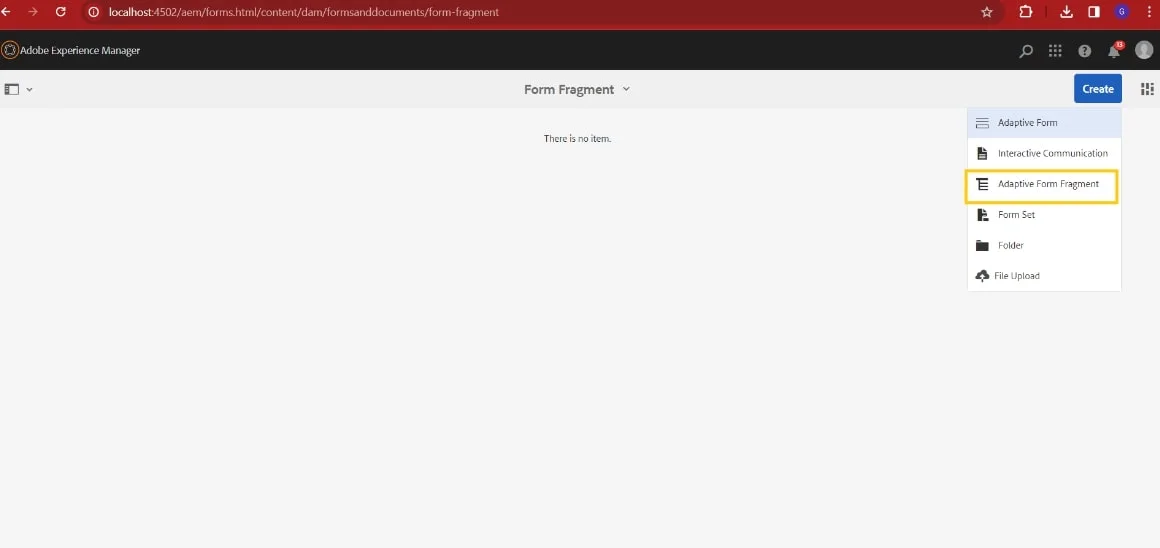 localhost:4502/aem/forms.html/content/dam/formsanddocuments/form-fragment
G
Adobe Experience Manager
13
Form Fragment
Create
There is no item.
Adaptive Form
Interactive Communication
Adaptive Form Fragment
Form Set
Folder
File Upload